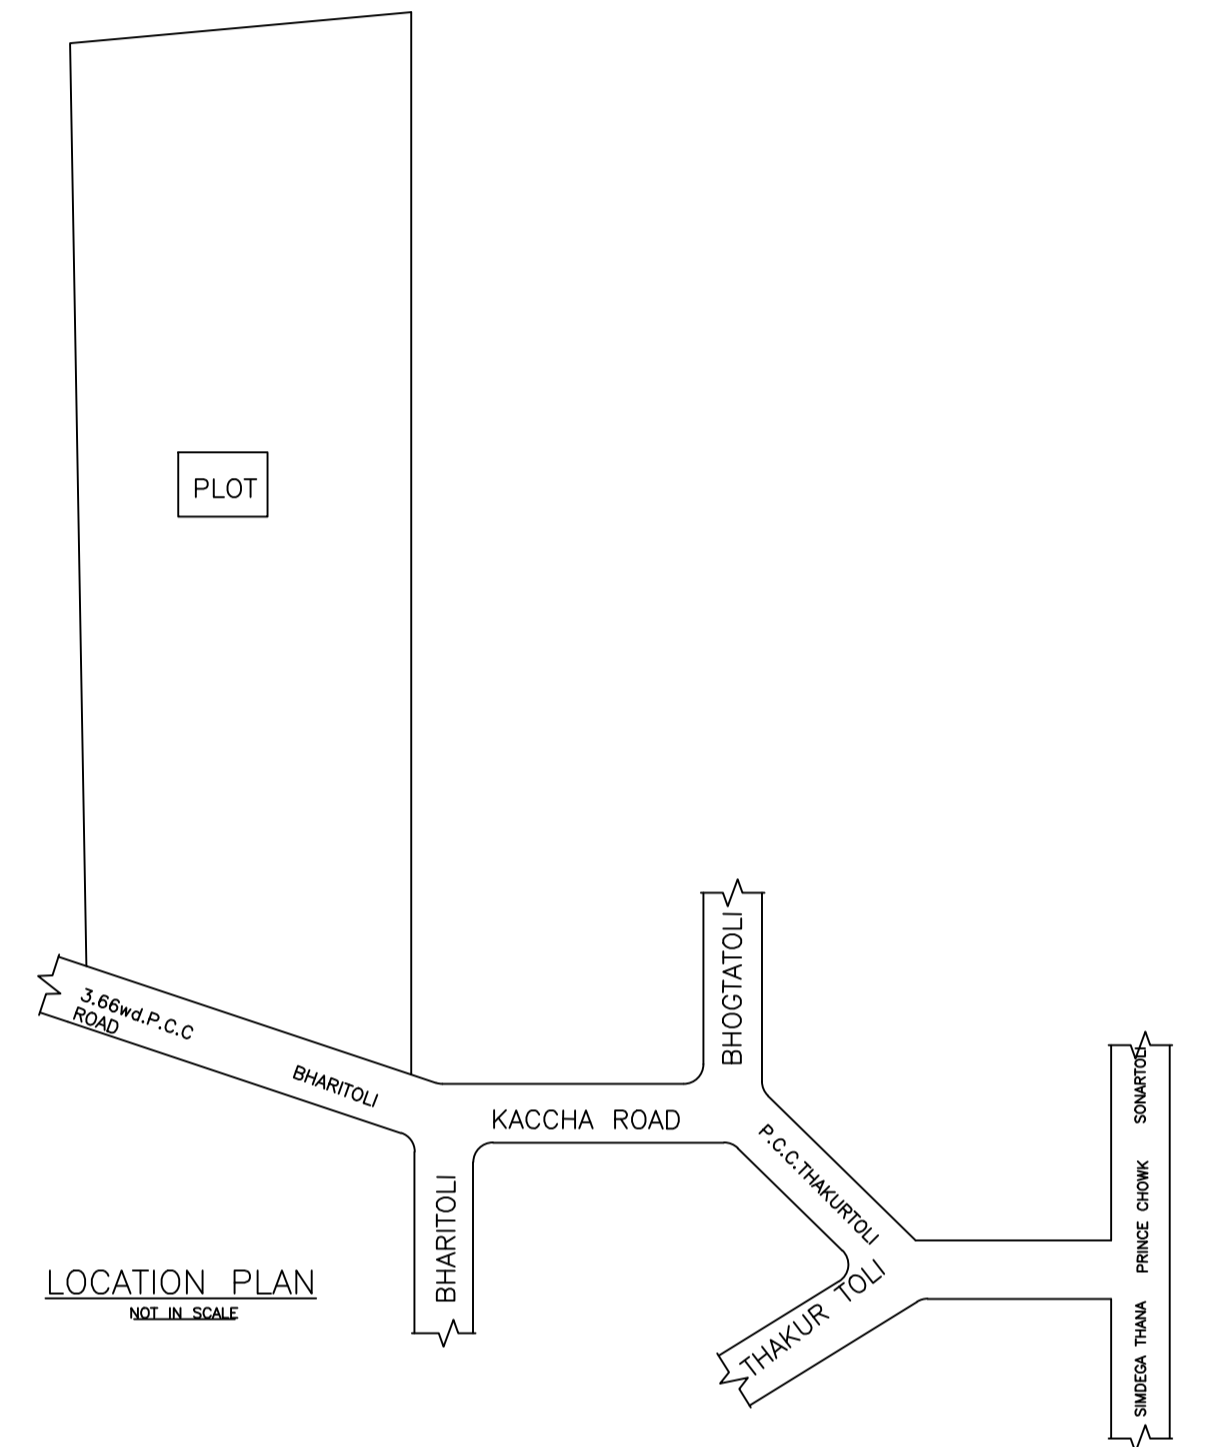 PLOT
3.66wd.P.C.C
ROAD
BHARITOLI
KACCHA ROAD
BHOGTATOLI
P.C.C.THAKURTOLI
BHARITOLI
THAKUR TOLI
SIMDEGA THANA PRINCE CHOWK SONARTOLI
LOCATION PLAN
NOT IN SCALE